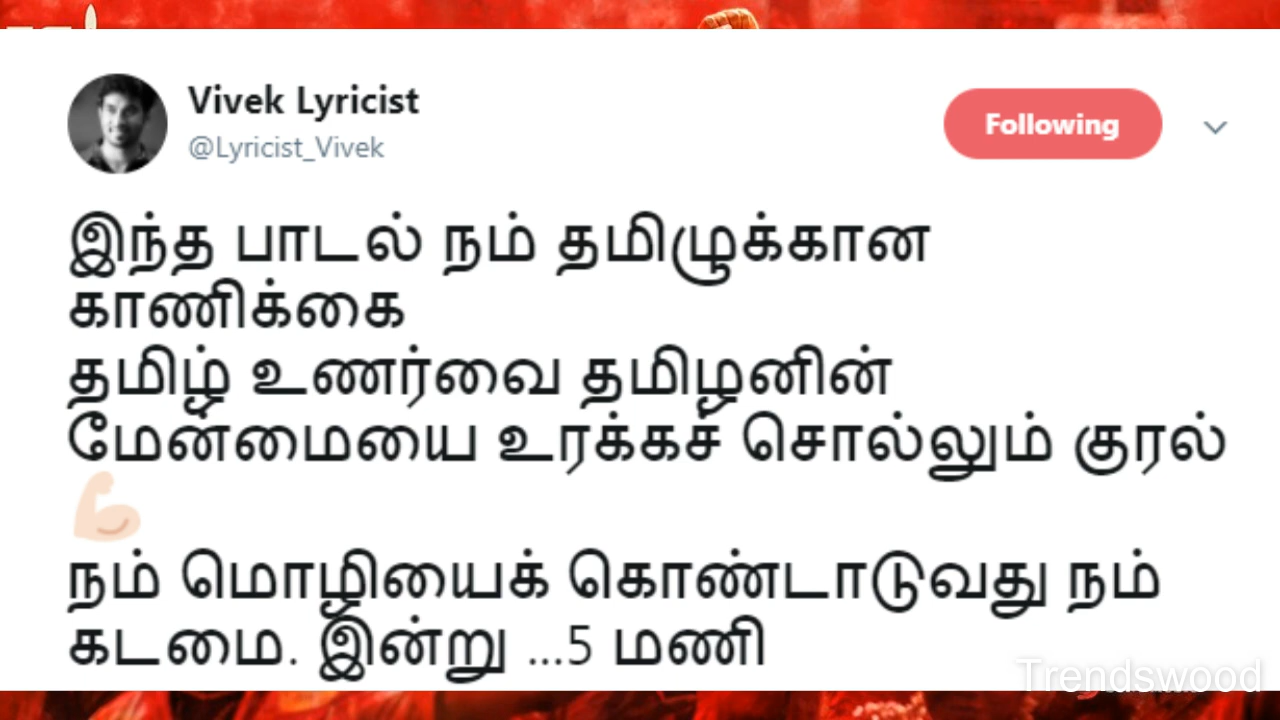 Vivek Lyricist
@Lyricist_Vivek
Following
இந்த பாடல் நம் தமிழுக்கான
காணிக்கை
தமிழ் உணர்வை தமிழனின்
மேன்மையை உரக்கச் சொல்லும் குரல்
💪🏻
நம் மொழியைக் கொண்டாடுவது நம்
கடமை. இன்று ...5 மணி
Trendswood